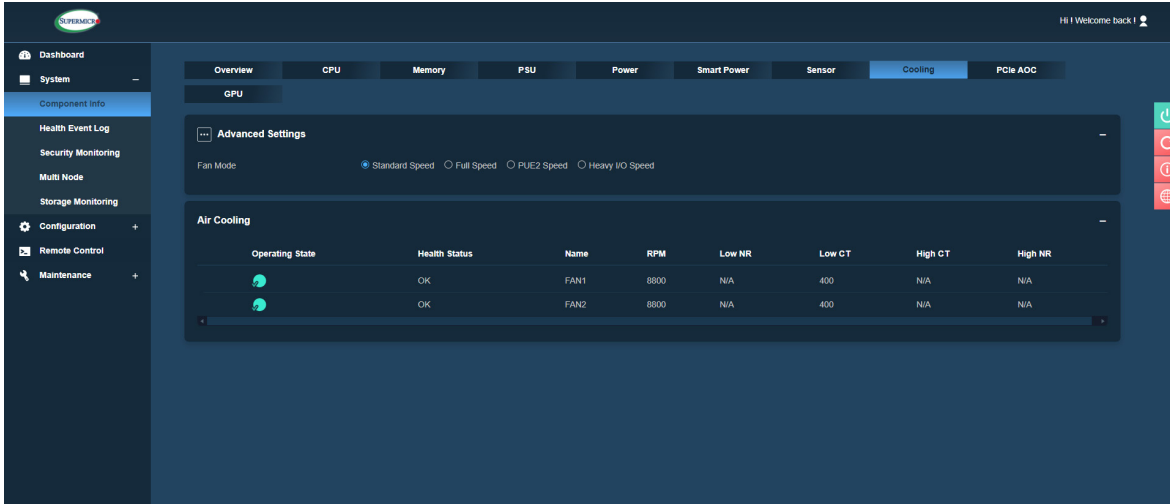 SUPERMICR
Hi ! Welcome back !
Dashboard
System −
Component Info
Health Event Log
Security Monitoring
Multi Node
Storage Monitoring
Configuration +
Remote Control
Maintenance +
Overview CPU Memory PSU Power Smart Power Sensor Cooling PCIe AOC
GPU
Advanced Settings −
Fan Mode Standard Speed Full Speed PUE2 Speed Heavy I/O Speed
Air Cooling −
Operating State Health Status Name RPM Low NR Low CT High CT High NR
OK FAN1 8800 N/A 400 N/A N/A
OK FAN2 8800 N/A 400 N/A N/A